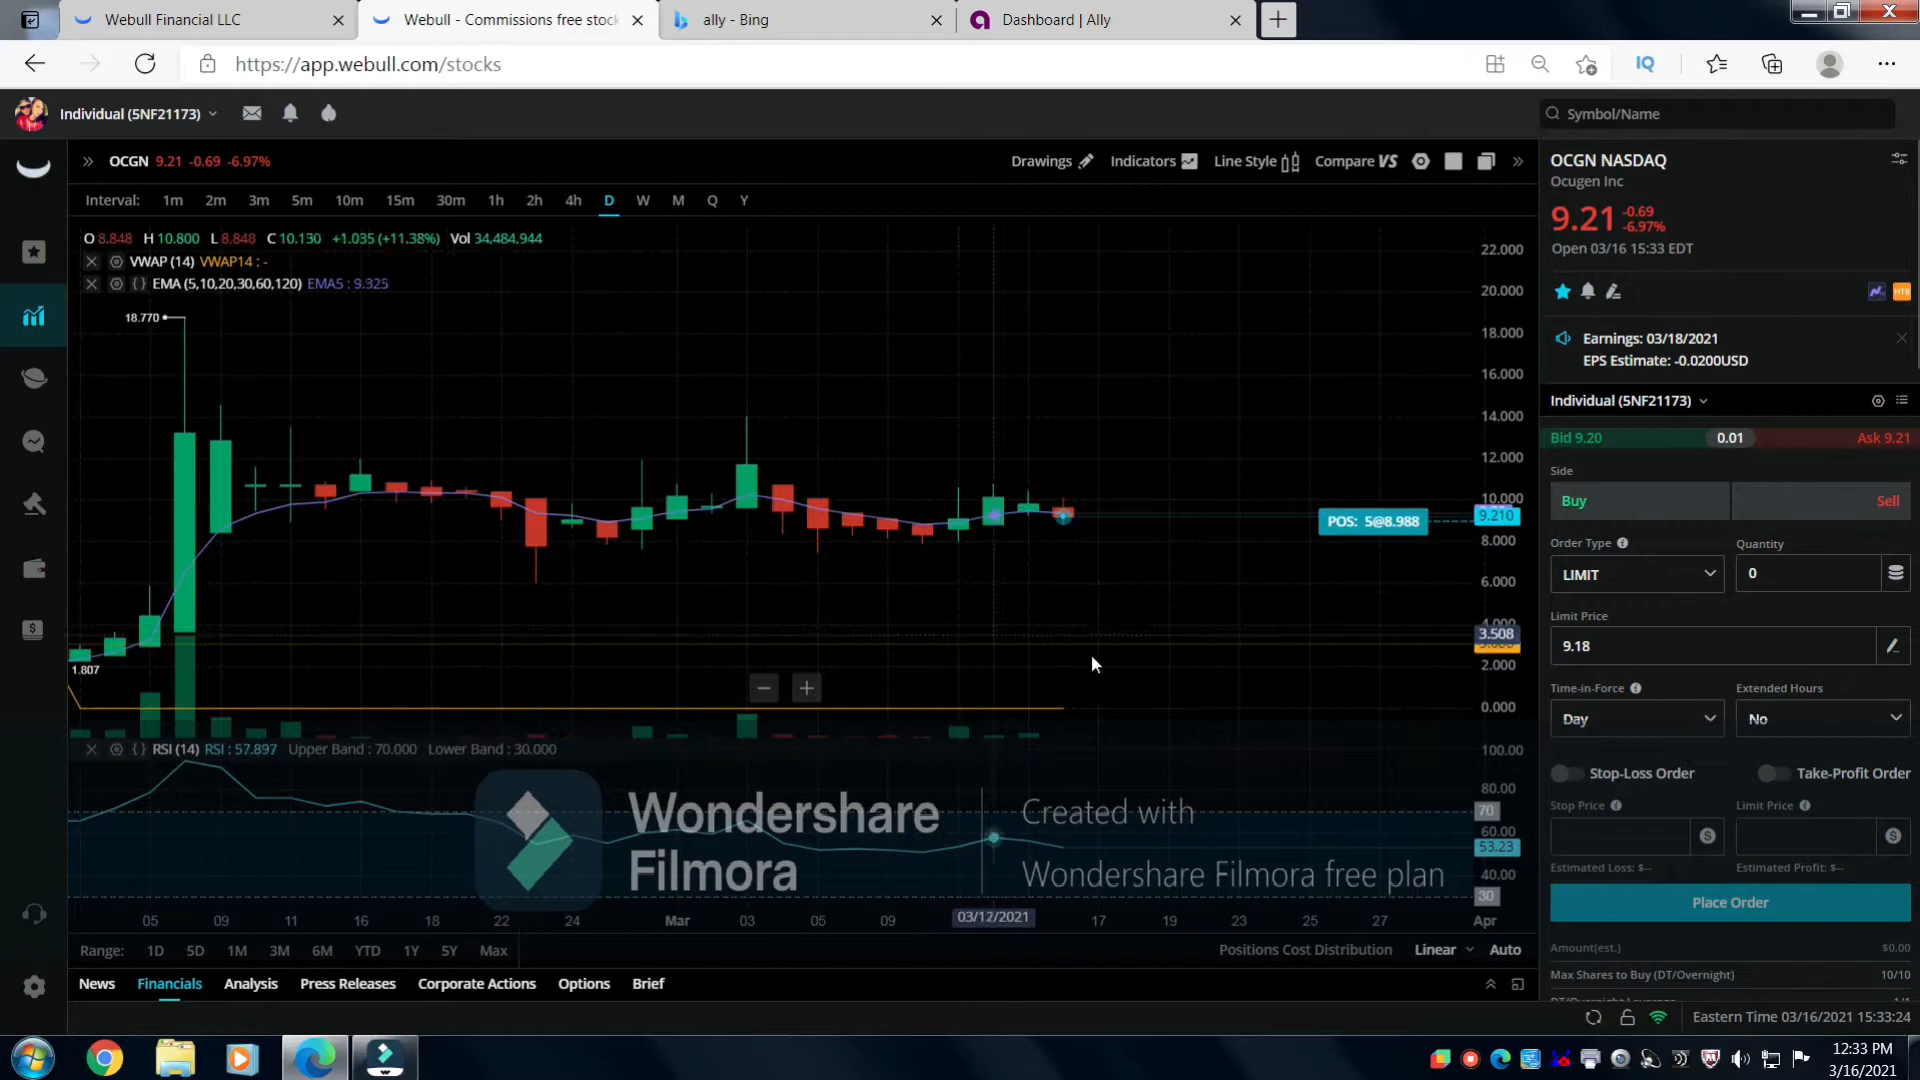 Webull Financial LLC
Webull - Commissions free stoc
ally - Bing
Dashboard | Ally
https://app.webull.com/stocks
IQ
Individual (5NF21173)
Symbol/Name
OCGN 9.21 -0.69 -6.97%
Drawings
Indicators
Line Style
Compare VS
Interval: 1m 2m 3m 5m 10m 15m 30m 1h 2h 4h D W M Q Y
O 8.848 H 10.800 L 8.848 C 10.130 +1.035 (+11.38%) Vol 34,484,944
VWAP (14) VWAP14 : -
EMA (5,10,20,30,60,120) EMA5 : 9.325
18.770
1.807
22.000
20.000
18.000
16.000
14.000
12.000
10.000
9.210
POS: 5@8.988
8.000
6.000
4.000
3.508
2.000
0.000
RSI (14) RSI : 57.897 Upper Band : 70.000 Lower Band : 30.000
100.00
80.00
70
60.00
53.23
40.00
30
Wondershare
Filmora
Created with
Wondershare Filmora free plan
05 09 11 16 18 22 24 Mar 03 05 09 03/12/2021 17 19 23 25 27 Apr
Range: 1D 5D 1M 3M 6M YTD 1Y 5Y Max
Positions Cost Distribution Linear Auto
News Financials Analysis Press Releases Corporate Actions Options Brief
OCGN NASDAQ
Ocugen Inc
9.21 -0.69
-6.97%
Open 03/16 15:33 EDT
HTB
Earnings: 03/18/2021
EPS Estimate: -0.0200USD
Individual (5NF21173)
Bid 9.20 0.01 Ask 9.21
Side
Buy Sell
Order Type Quantity
LIMIT 0
Limit Price
9.18
Time-in-Force Extended Hours
Day No
Stop-Loss Order Take-Profit Order
Stop Price Limit Price
Estimated Loss: $-- Estimated Profit: $--
Place Order
Amount(est.) $0.00
Max Shares to Buy (DT/Overnight) 10/10
DT/Overnight Leverage 1/1
Eastern Time 03/16/2021 15:33:24
12:33 PM
3/16/2021